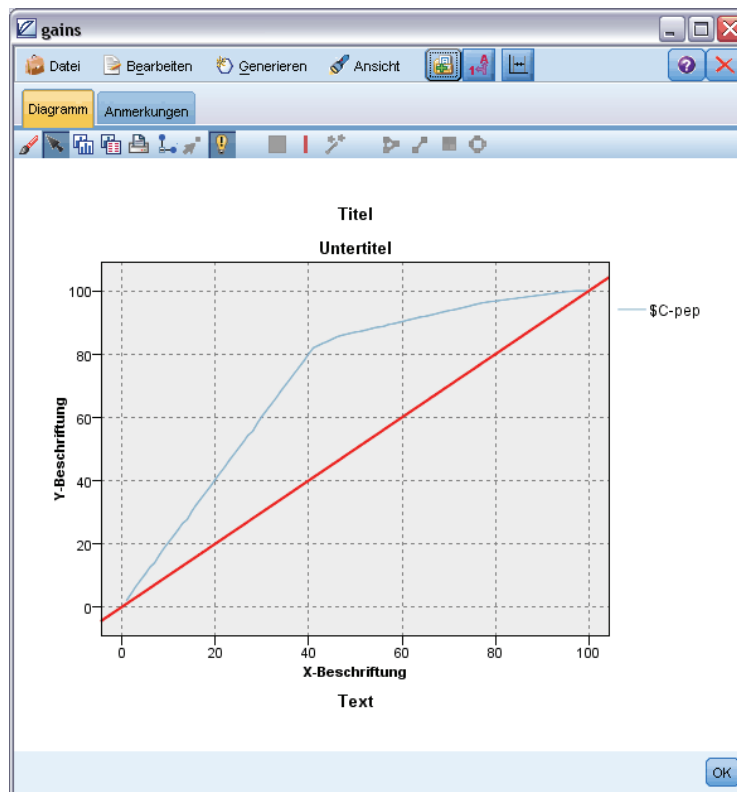 gains
Datei Bearbeiten Generieren Ansicht
Diagramm Anmerkungen
Titel
Untertitel
100
80
60
40
20
0
Y-Beschriftung
$C-pep
0 20 40 60 80 100
X-Beschriftung
Text
OK